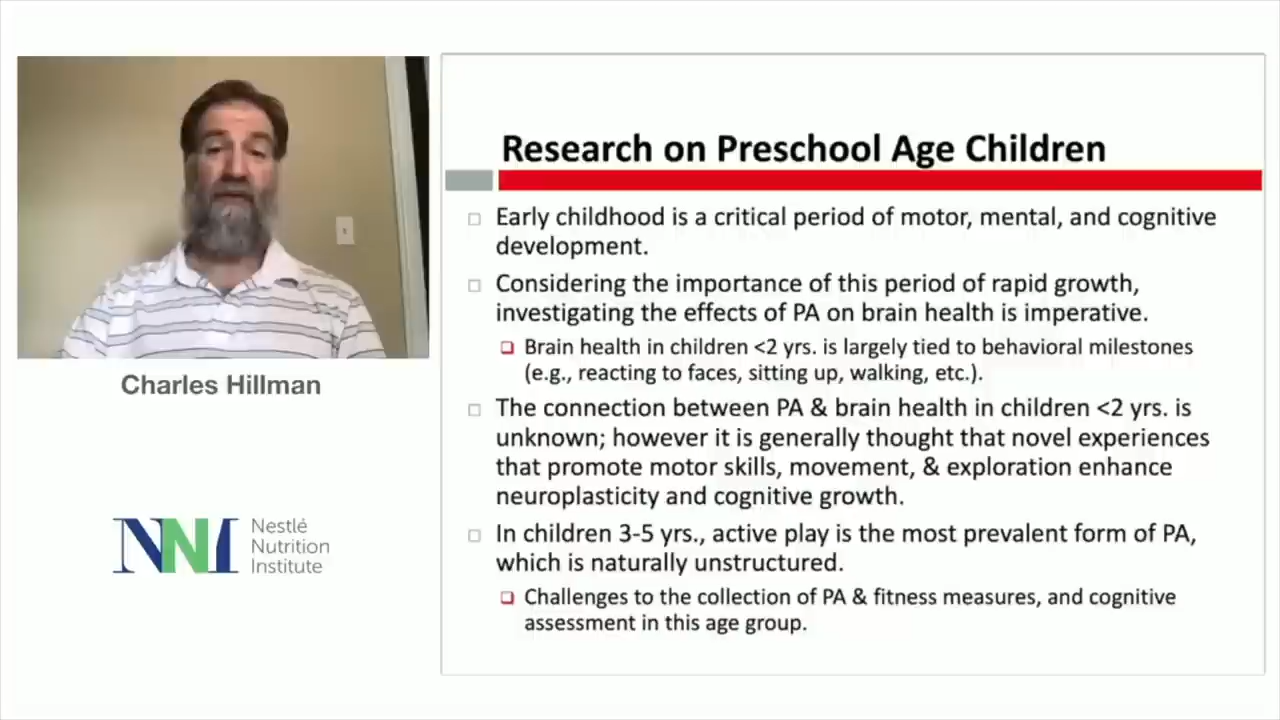 Charles Hillman
NNI
Nestlé
Nutrition
Institute
Research on Preschool Age Children
Early childhood is a critical period of motor, mental, and cognitive
development.
Considering the importance of this period of rapid growth,
investigating the effects of PA on brain health is imperative.
Brain health in children <2 yrs. is largely tied to behavioral milestones
(e.g., reacting to faces, sitting up, walking, etc.).
The connection between PA & brain health in children <2 yrs. is
unknown; however it is generally thought that novel experiences
that promote motor skills, movement, & exploration enhance
neuroplasticity and cognitive growth.
In children 3-5 yrs., active play is the most prevalent form of PA,
which is naturally unstructured.
Challenges to the collection of PA & fitness measures, and cognitive
assessment in this age group.